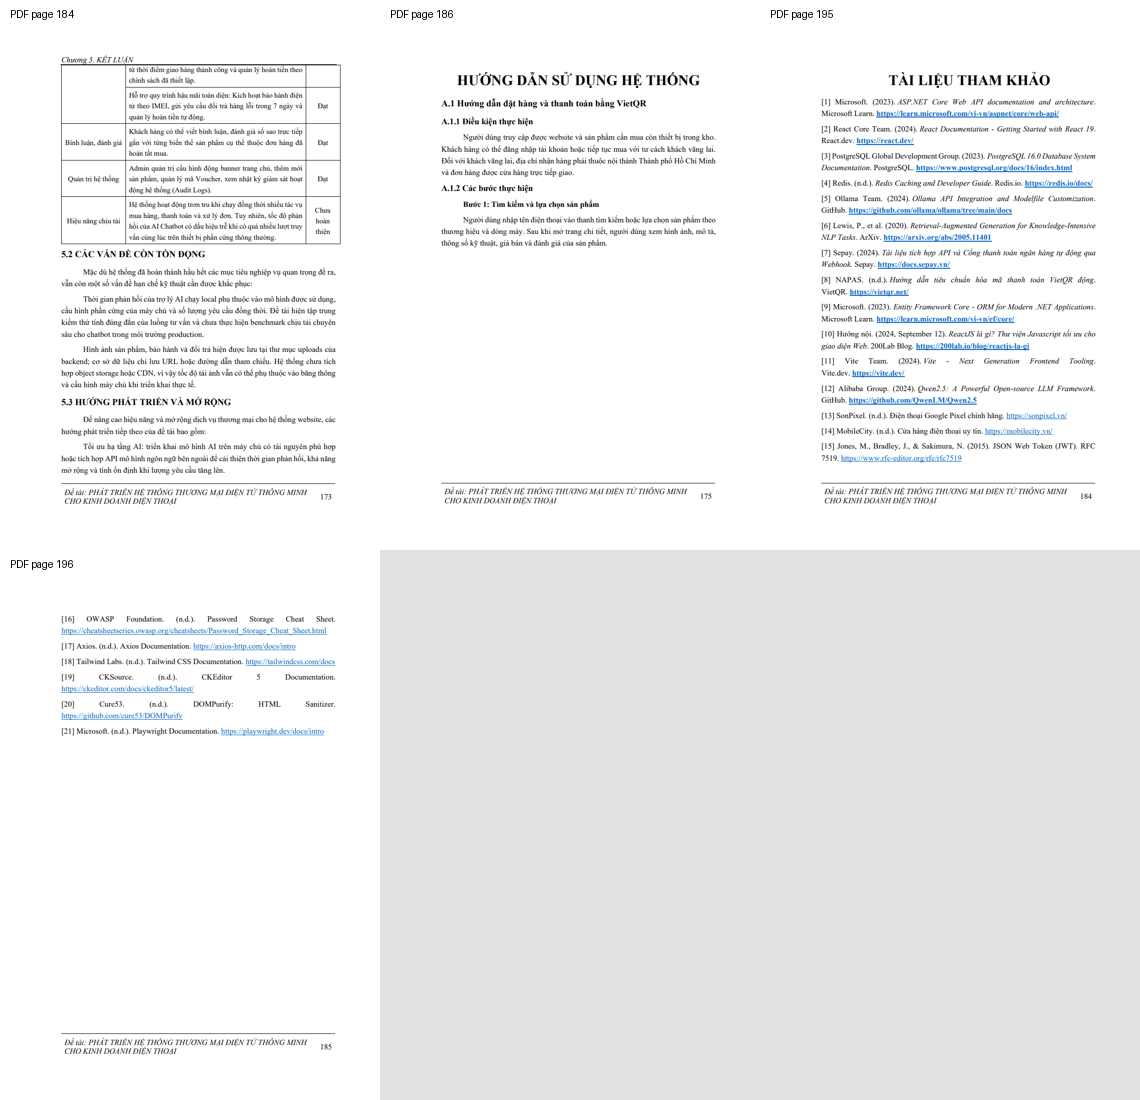 PDF page 184
Chương 5. KẾT LUẬN
từ thời điểm giao hàng thành công và quản lý hoàn tiền theo
chính sách đã thiết lập.
Hỗ trợ quy trình hậu mãi toàn diện: Kích hoạt bảo hành điện
tử theo IMEI, gửi yêu cầu đổi trả hàng lỗi trong 7 ngày và
quản lý hoàn tiền tự động.
Đạt
Bình luận, đánh giá
Khách hàng có thể viết bình luận, đánh giá số sao trực tiếp
gắn với từng biến thể sản phẩm cụ thể thuộc đơn hàng đã
hoàn tất mua.
Đạt
Quản trị hệ thống
Admin quản trị cấu hình động banner trang chủ, thêm mới
sản phẩm, quản lý mã Voucher, xem nhật ký giám sát hoạt
động hệ thống (Audit Logs).
Đạt
Hiệu năng chịu tải
Hệ thống hoạt động trơn tru khi chạy đồng thời nhiều tác vụ
mua hàng, thanh toán và xử lý đơn. Tuy nhiên, tốc độ phản
hồi của AI Chatbot có dấu hiệu trễ khi có quá nhiều lượt truy
vấn cùng lúc trên thiết bị phần cứng thông thường.
Chưa
hoàn
thiện
5.2 CÁC VẤN ĐỀ CÒN TỒN ĐỌNG
Mặc dù hệ thống đã hoàn thành hầu hết các mục tiêu nghiệp vụ quan trọng đề ra,
vẫn còn một số vấn đề hạn chế kỹ thuật cần được khắc phục:
Thời gian phản hồi của trợ lý AI chạy local phụ thuộc vào mô hình được sử dụng,
cấu hình phần cứng của máy chủ và số lượng yêu cầu đồng thời. Đề tài hiện tập trung
kiểm thử tính đúng đắn của luồng tư vấn và chưa thực hiện benchmark chịu tải chuyên
sâu cho chatbot trong môi trường production.
Hình ảnh sản phẩm, bảo hành và đổi trả hiện được lưu tại thư mục uploads của
backend; cơ sở dữ liệu chỉ lưu URL hoặc đường dẫn tham chiếu. Hệ thống chưa tích
hợp object storage hoặc CDN, vì vậy tốc độ tải ảnh vẫn có thể phụ thuộc vào băng thông
và cấu hình máy chủ khi triển khai thực tế.
5.3 HƯỚNG PHÁT TRIỂN VÀ MỞ RỘNG
Để nâng cao hiệu năng và mở rộng dịch vụ thương mại cho hệ thống website, các
hướng phát triển tiếp theo của đề tài bao gồm:
Tối ưu hạ tầng AI: triển khai mô hình AI trên máy chủ có tài nguyên phù hợp
hoặc tích hợp API mô hình ngôn ngữ bên ngoài để cải thiện thời gian phản hồi, khả năng
mở rộng và tính ổn định khi lượng yêu cầu tăng lên.
Đề tài: PHÁT TRIỂN HỆ THỐNG THƯƠNG MẠI ĐIỆN TỬ THÔNG MINH
CHO KINH DOANH ĐIỆN THOẠI
173
PDF page 186
HƯỚNG DẪN SỬ DỤNG HỆ THỐNG
A.1 Hướng dẫn đặt hàng và thanh toán bằng VietQR
A.1.1 Điều kiện thực hiện
Người dùng truy cập được website và sản phẩm cần mua còn thiết bị trong kho.
Khách hàng có thể đăng nhập tài khoản hoặc tiếp tục mua với tư cách khách vãng lai.
Đối với khách vãng lai, địa chỉ nhận hàng phải thuộc nội thành Thành phố Hồ Chí Minh
và đơn hàng được cửa hàng trực tiếp giao.
A.1.2 Các bước thực hiện
Bước 1: Tìm kiếm và lựa chọn sản phẩm
Người dùng nhập tên điện thoại vào thanh tìm kiếm hoặc lựa chọn sản phẩm theo
thương hiệu và dòng máy. Sau khi mở trang chi tiết, người dùng xem hình ảnh, mô tả,
thông số kỹ thuật, giá bán và đánh giá của sản phẩm.
Đề tài: PHÁT TRIỂN HỆ THỐNG THƯƠNG MẠI ĐIỆN TỬ THÔNG MINH
CHO KINH DOANH ĐIỆN THOẠI
175
PDF page 195
TÀI LIỆU THAM KHẢO
[1] Microsoft. (2023). ASP.NET Core Web API documentation and architecture.
Microsoft Learn. https://learn.microsoft.com/vi-vn/aspnet/core/web-api/
[2] React Core Team. (2024). React Documentation - Getting Started with React 19.
React.dev. https://react.dev/
[3] PostgreSQL Global Development Group. (2023). PostgreSQL 16.0 Database System
Documentation. PostgreSQL. https://www.postgresql.org/docs/16/index.html
[4] Redis. (n.d.). Redis Caching and Developer Guide. Redis.io. https://redis.io/docs/
[5] Ollama Team. (2024). Ollama API Integration and Modelfile Customization.
GitHub. https://github.com/ollama/ollama/tree/main/docs
[6] Lewis, P., et al. (2020). Retrieval-Augmented Generation for Knowledge-Intensive
NLP Tasks. ArXiv. https://arxiv.org/abs/2005.11401
[7] Sepay. (2024). Tài liệu tích hợp API và Cổng thanh toán ngân hàng tự động qua
Webhook. Sepay. https://docs.sepay.vn/
[8] NAPAS. (n.d.). Hướng dẫn tiêu chuẩn hóa mã thanh toán VietQR động.
VietQR. https://vietqr.net/
[9] Microsoft. (2023). Entity Framework Core - ORM for Modern .NET Applications.
Microsoft Learn. https://learn.microsoft.com/vi-vn/ef/core/
[10] Hướng nội. (2024, September 12). ReactJS là gì? Thư viện Javascript tối ưu cho
giao diện Web. 200Lab Blog. https://200lab.io/blog/reactjs-la-gi
[11] Vite Team. (2024). Vite - Next Generation Frontend Tooling.
Vite.dev. https://vite.dev/
[12] Alibaba Group. (2024). Qwen2.5: A Powerful Open-source LLM Framework.
GitHub. https://github.com/QwenLM/Qwen2.5
[13] SonPixel. (n.d.). Điện thoại Google Pixel chính hãng. https://sonpixel.vn/
[14] MobileCity. (n.d.). Cửa hàng điện thoại uy tín. https://mobilecity.vn/
[15] Jones, M., Bradley, J., & Sakimura, N. (2015). JSON Web Token (JWT). RFC
7519. https://www.rfc-editor.org/rfc/rfc7519
Đề tài: PHÁT TRIỂN HỆ THỐNG THƯƠNG MẠI ĐIỆN TỬ THÔNG MINH
CHO KINH DOANH ĐIỆN THOẠI
184
PDF page 196
[16] OWASP Foundation. (n.d.). Password Storage Cheat Sheet.
https://cheatsheetseries.owasp.org/cheatsheets/Password_Storage_Cheat_Sheet.html
[17] Axios. (n.d.). Axios Documentation. https://axios-http.com/docs/intro
[18] Tailwind Labs. (n.d.). Tailwind CSS Documentation. https://tailwindcss.com/docs
[19] CKSource. (n.d.). CKEditor 5 Documentation.
https://ckeditor.com/docs/ckeditor5/latest/
[20] Cure53. (n.d.). DOMPurify: HTML Sanitizer.
https://github.com/cure53/DOMPurify
[21] Microsoft. (n.d.). Playwright Documentation. https://playwright.dev/docs/intro
Đề tài: PHÁT TRIỂN HỆ THỐNG THƯƠNG MẠI ĐIỆN TỬ THÔNG MINH
CHO KINH DOANH ĐIỆN THOẠI
185